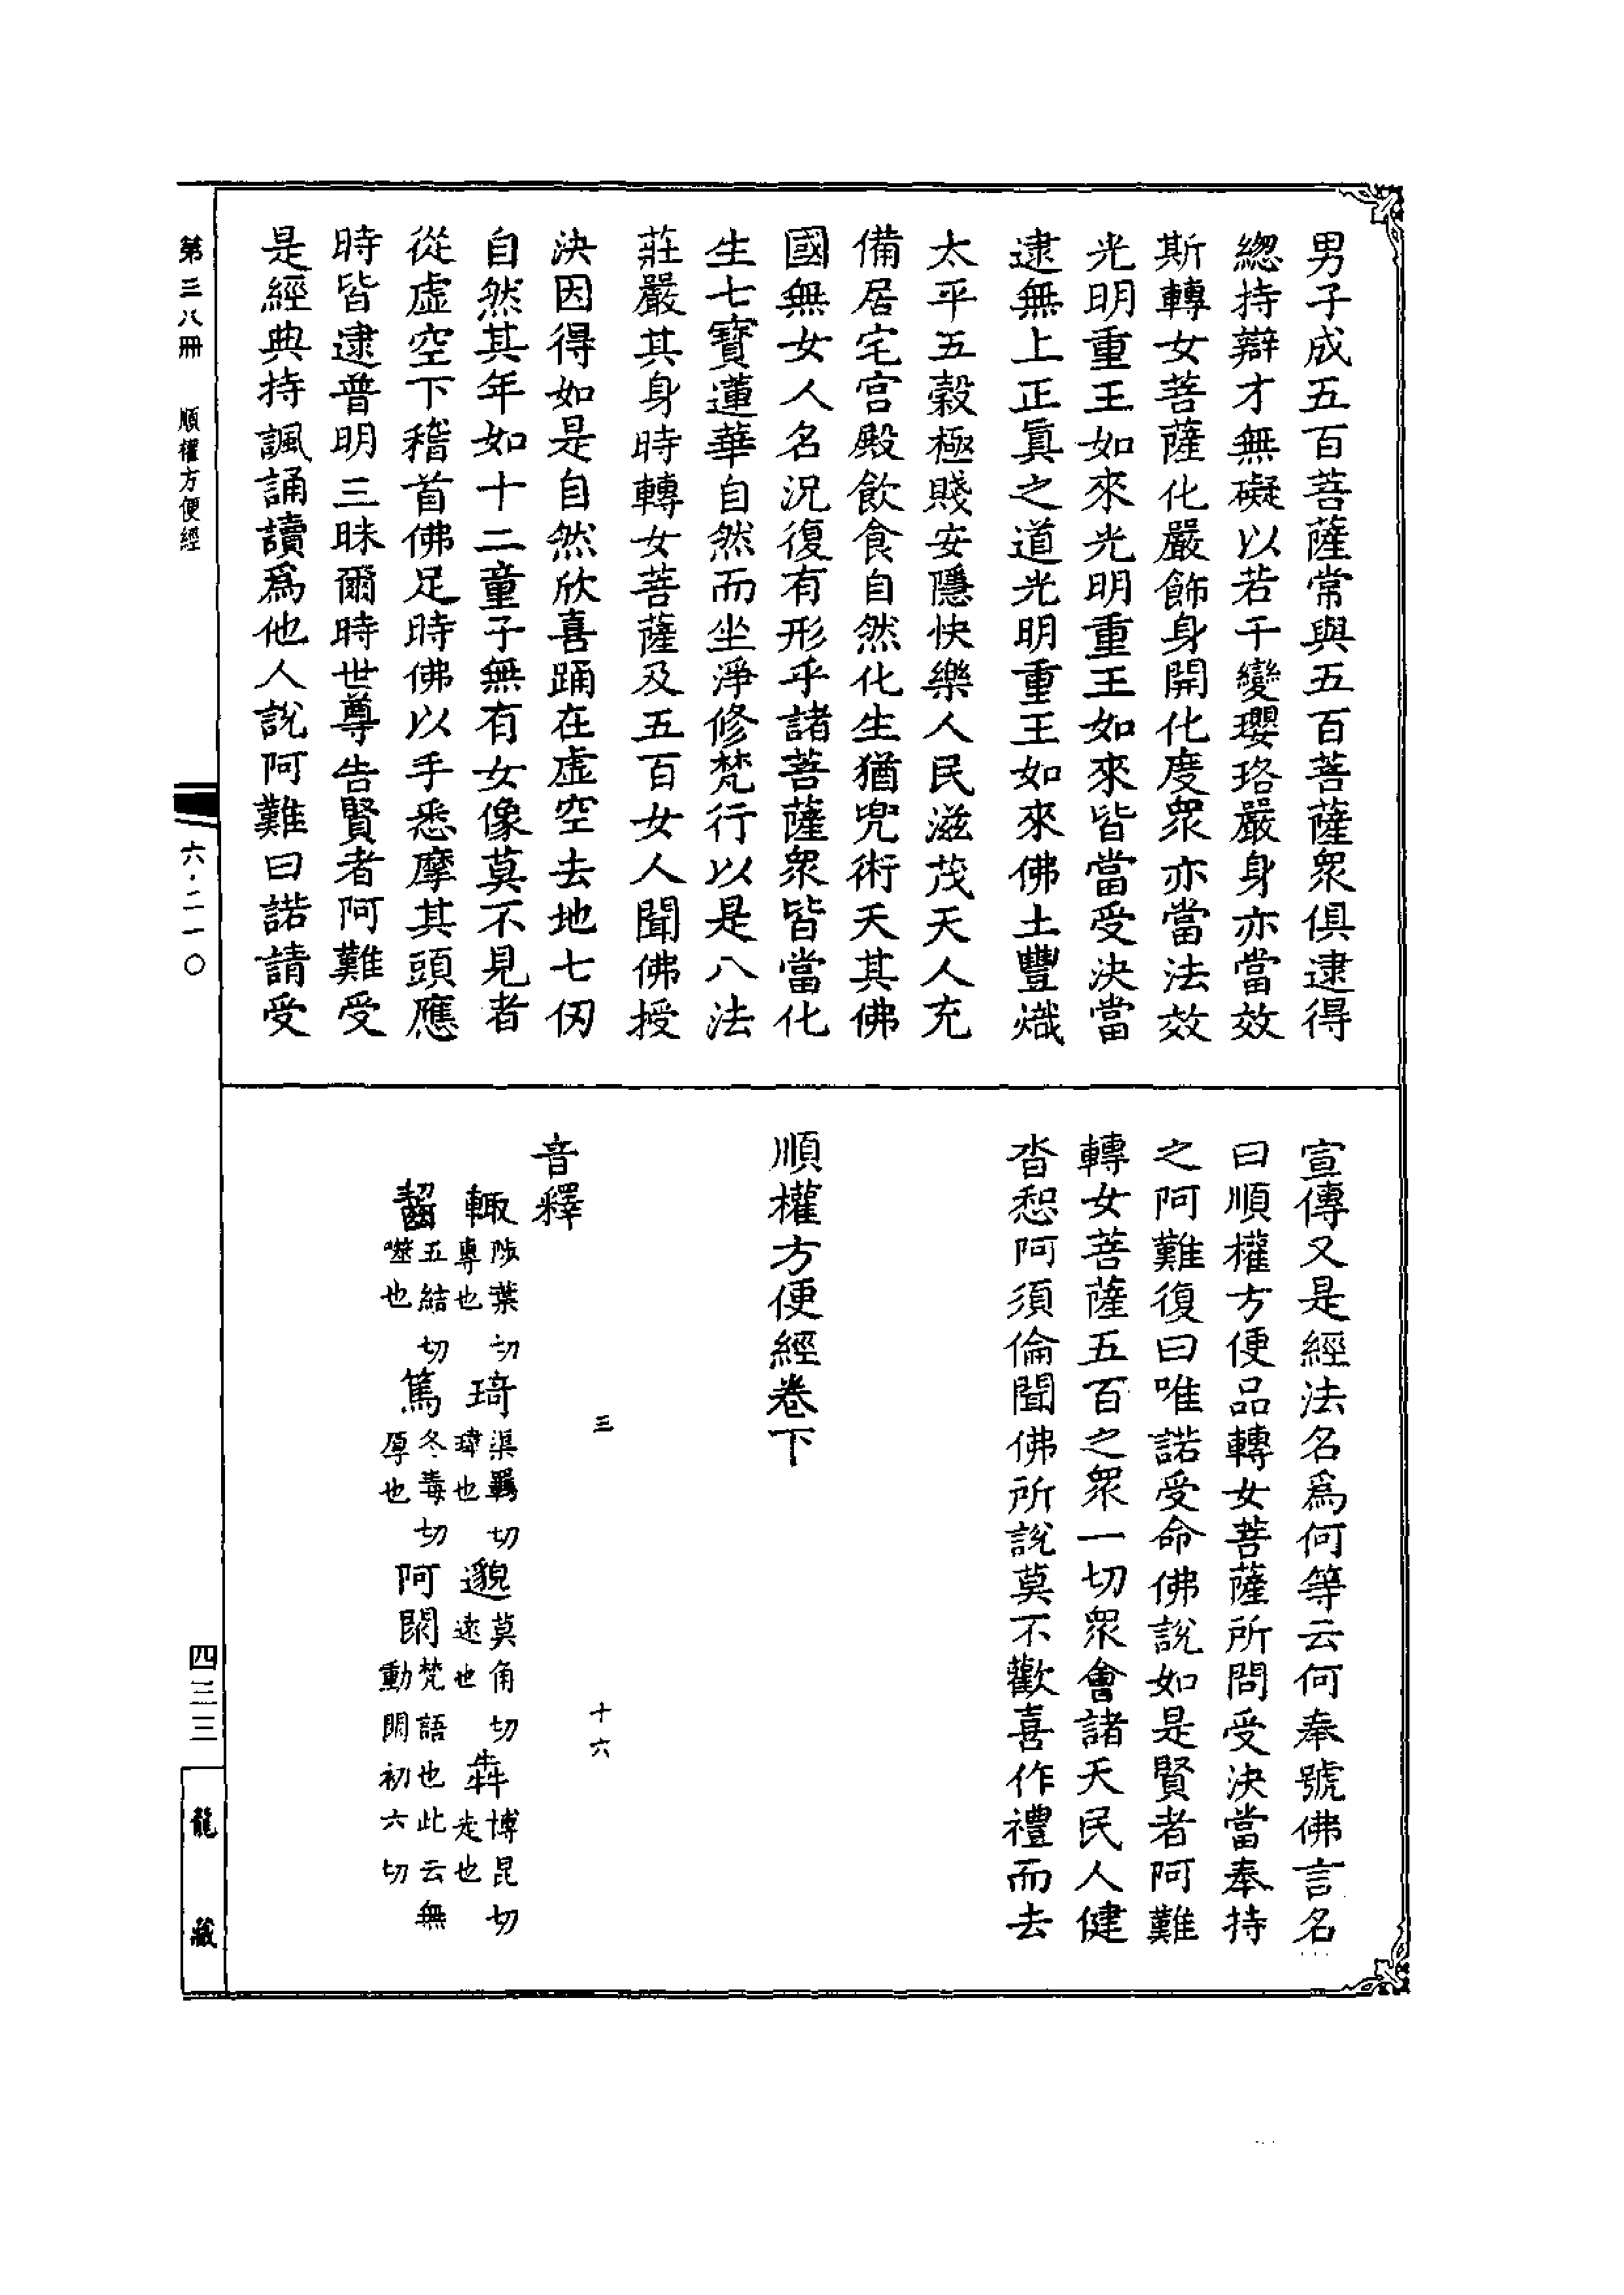 男子成五百菩薩常與五百菩薩眾俱逮得
緫持辯才無礙以若干變瓔珞嚴身亦當效
斯轉女菩薩化嚴飾身開化度眾亦當法效
光明重王如來光明重王如來皆當受決當
逮無上正真之道光明重王如來佛土豐熾
太平五穀極賤安隱快樂人民滋茂天人充
備居宅宫殿飲食自然化生猶兜術天其佛
國無女人名況復有形乎諸菩薩眾皆當化
生七寶蓮華自然而坐淨修梵行以是八法
莊嚴其身時轉女菩薩及五百女人聞佛授
決因得如是自然欣喜踊在虛空去地七仞
自然其年如十二童子無有女像莫不見者
從虛空下稽首佛足時佛以手悉摩其頭應
時皆逮普明三昧爾時世尊告賢者阿難受
是經典持諷誦讀為他人說阿難曰諾請受
宣傳又是經法名為何等云何奉號佛言名
曰順權方便品轉女菩薩所問受決當奉持
之阿難復曰唯諾受命佛說如是賢者阿難
轉女菩薩五百之眾一切眾會諸天民人健
沓恕阿須倫聞佛所說莫不歡喜作禮而去
順權方便經卷下
三 十六
音釋
輙陟葉切專也 琦渠羈切瑋也 邈莫角切遠也 犇博昆切走也
齧五結切噬也 篤冬毒切厚也 阿閦梵語也此云無動閦初六切
第三八冊 順權方便經 六·二一〇 四三三 龍藏